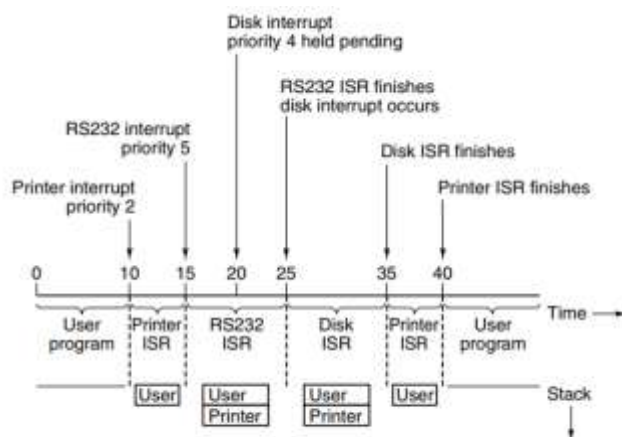 Disk interrupt
priority 4 held pending
RS232 ISR finishes
disk interrupt occurs
RS232 interrupt
priority 5
Disk ISR finishes
Printer interrupt
priority 2
Printer ISR finishes
0 10 15 20 25 35 40
User program
Printer ISR
RS232 ISR
Disk ISR
Printer ISR
User program
Time
User
User
Printer
User
Printer
User
Stack